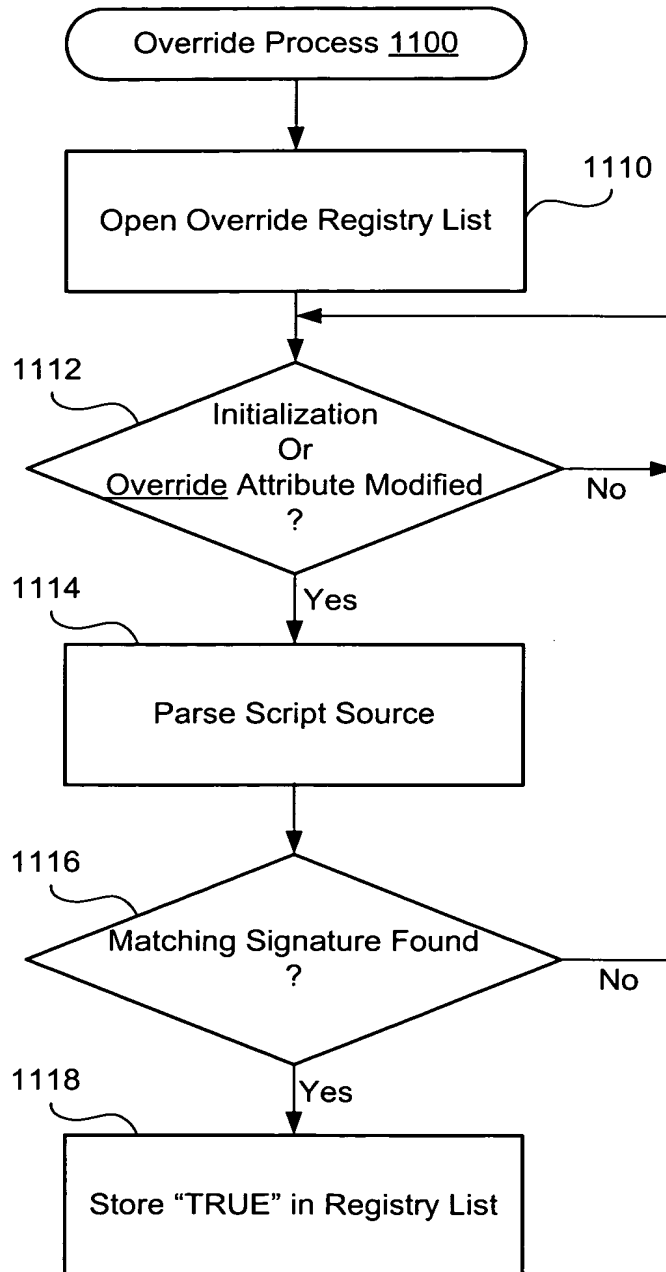 Override Process 1100
1110
Open Override Registry List
1112
Initialization
Or
Override Attribute Modified
?
No
Yes
1114
Parse Script Source
1116
Matching Signature Found
?
No
Yes
1118
Store “TRUE” in Registry List